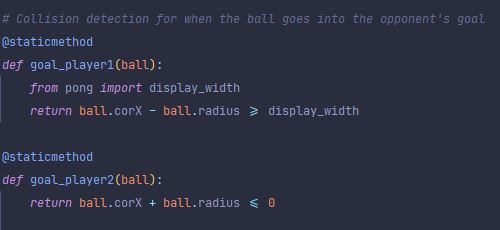 # Collision detection for when the ball goes into the opponent's goal
@staticmethod
def goal_player1(ball):
    from pong import display_width
    return ball.corX - ball.radius ⩾ display_width

@staticmethod
def goal_player2(ball):
    return ball.corX + ball.radius ⩽ 0